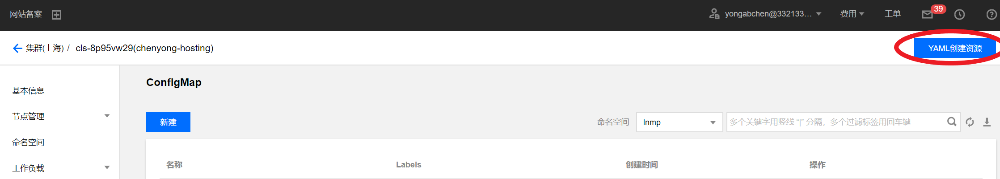 网站备案 yongabchen@332133... 费用 工单 39
集群(上海) / cls-8p95vw29(chenyong-hosting) YAML创建资源
ConfigMap
基本信息
节点管理
新建 命名空间 lnmp 多个关键字用竖线 “|” 分隔，多个过滤标签用回车键
命名空间
工作负载
名称 Labels 创建时间 操作